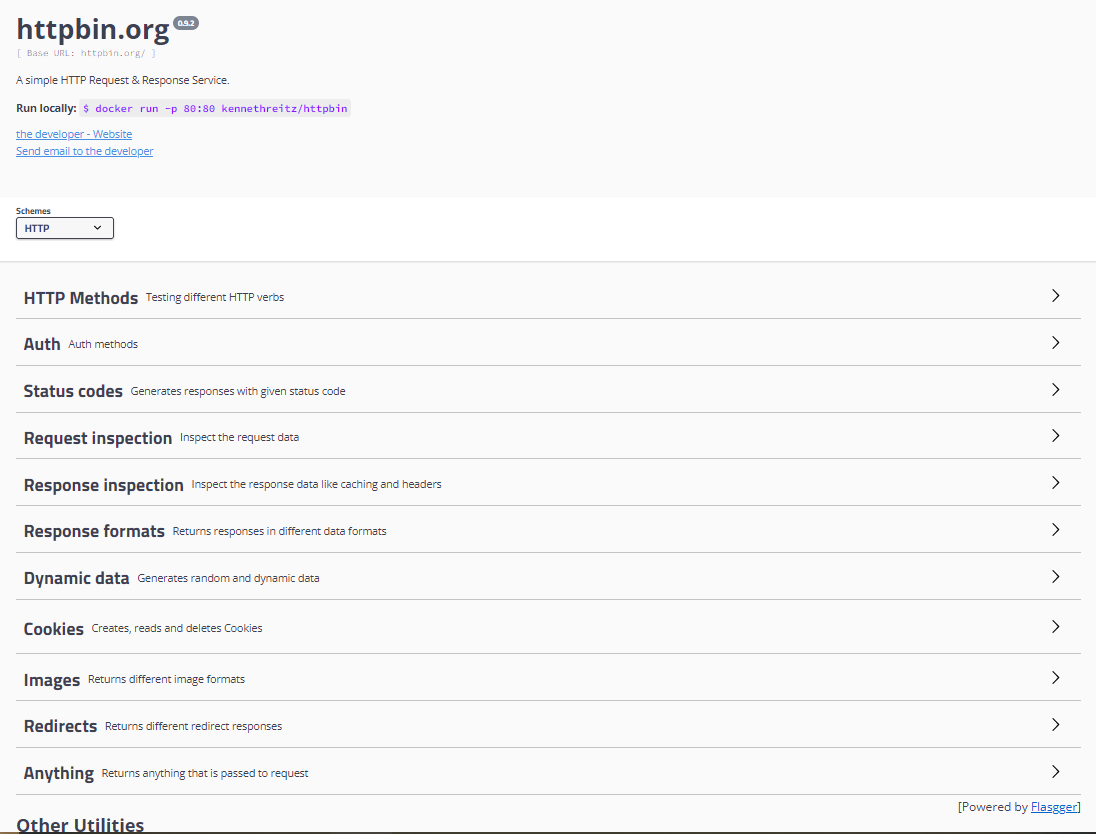 httpbin.org 0.9.2
[ Base URL: httpbin.org/ ]
A simple HTTP Request & Response Service.
Run locally: $ docker run -p 80:80 kennethreitz/httpbin
the developer - Website
Send email to the developer
Schemes
HTTP
HTTP Methods Testing different HTTP verbs
Auth Auth methods
Status codes Generates responses with given status code
Request inspection Inspect the request data
Response inspection Inspect the response data like caching and headers
Response formats Returns responses in different data formats
Dynamic data Generates random and dynamic data
Cookies Creates, reads and deletes Cookies
Images Returns different image formats
Redirects Returns different redirect responses
Anything Returns anything that is passed to request
[Powered by Flasgger]
Other Utilities